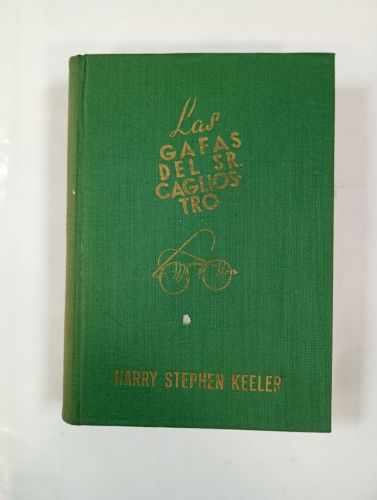 Las
GAFAS
DEL SR.
CAGLIOS-
TRO
HARRY STEPHEN KEELER